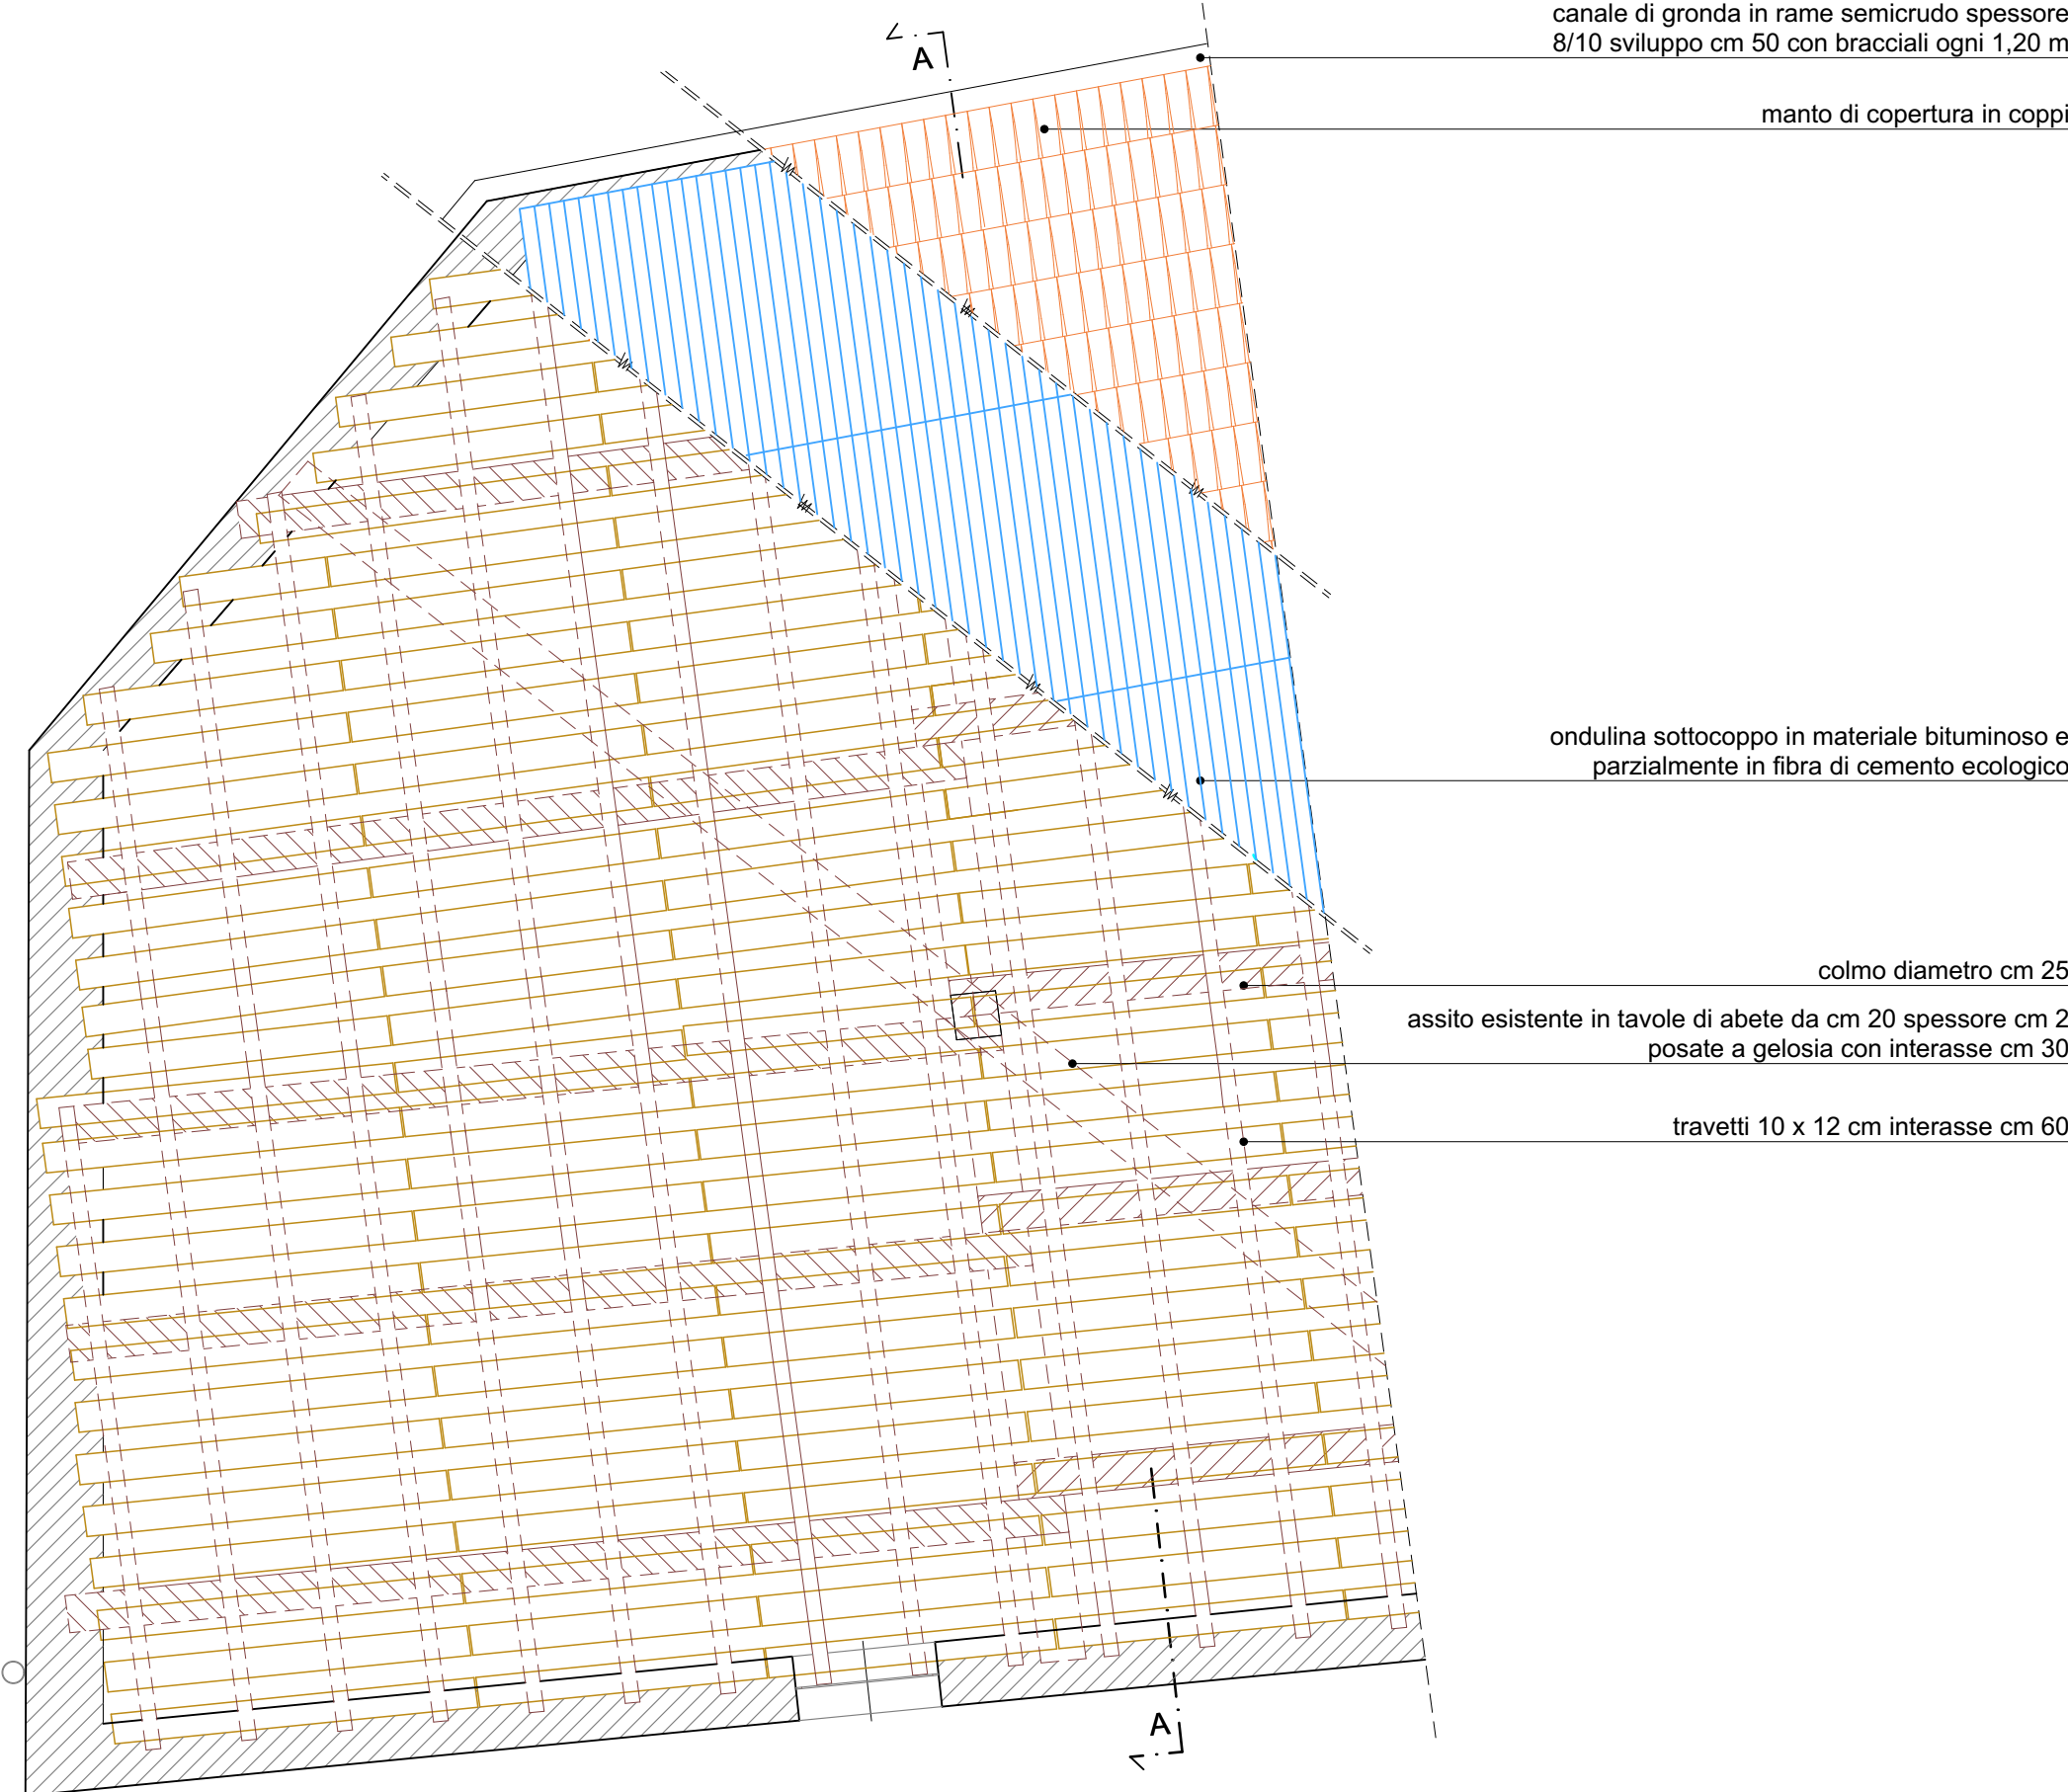 canale di gronda in rame semicrudo spessore
8/10 sviluppo cm 50 con bracciali ogni 1,20 m
A
manto di copertura in coppi
ondulina sottocoppo in materiale bituminoso e
parzialmente in fibra di cemento ecologico
colmo diametro cm 25
assito esistente in tavole di abete da cm 20 spessore cm 2
posate a gelosia con interasse cm 30
travetti 10 x 12 cm interasse cm 60
A